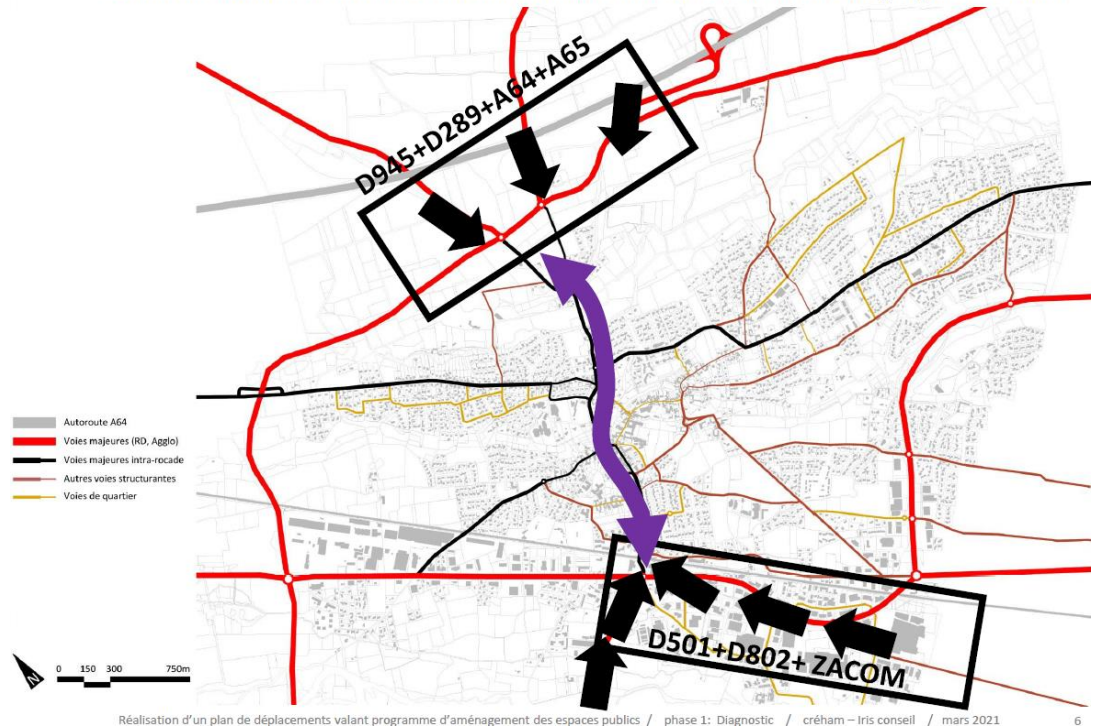 D945+D289+A64+A65
Autoroute A64
Voies majeures (RD, Agglo)
Voies majeures intra-rocade
Autres voies structurantes
Voies de quartier
D501+D802+ ZACOM
N
0 150 300 750m
Réalisation d'un plan de déplacements valant programme d'aménagement des espaces publics / phase 1: Diagnostic / créham – Iris conseil / mars 2021 6